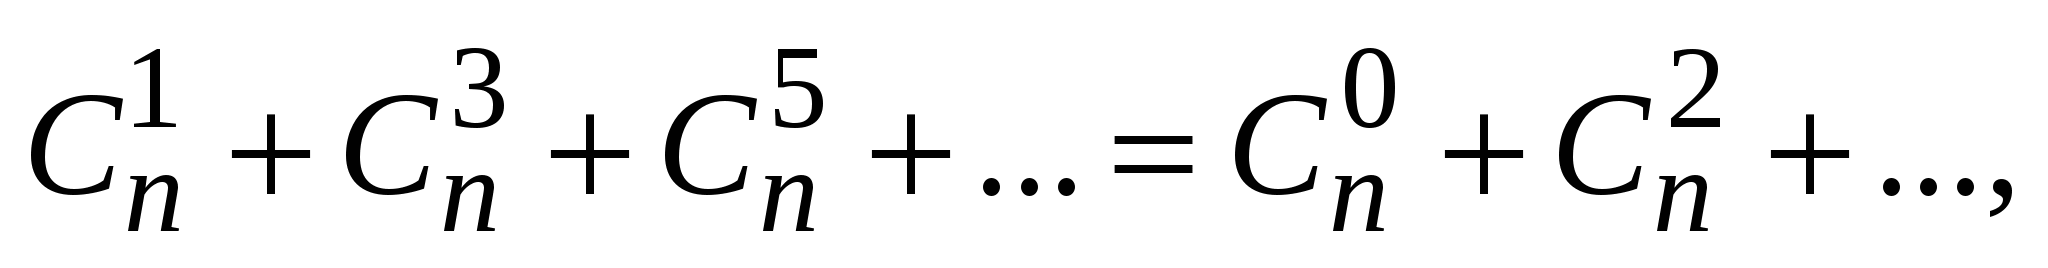 $C_n^1 + C_n^3 + C_n^5 + ... = C_n^0 + C_n^2 + ...,$